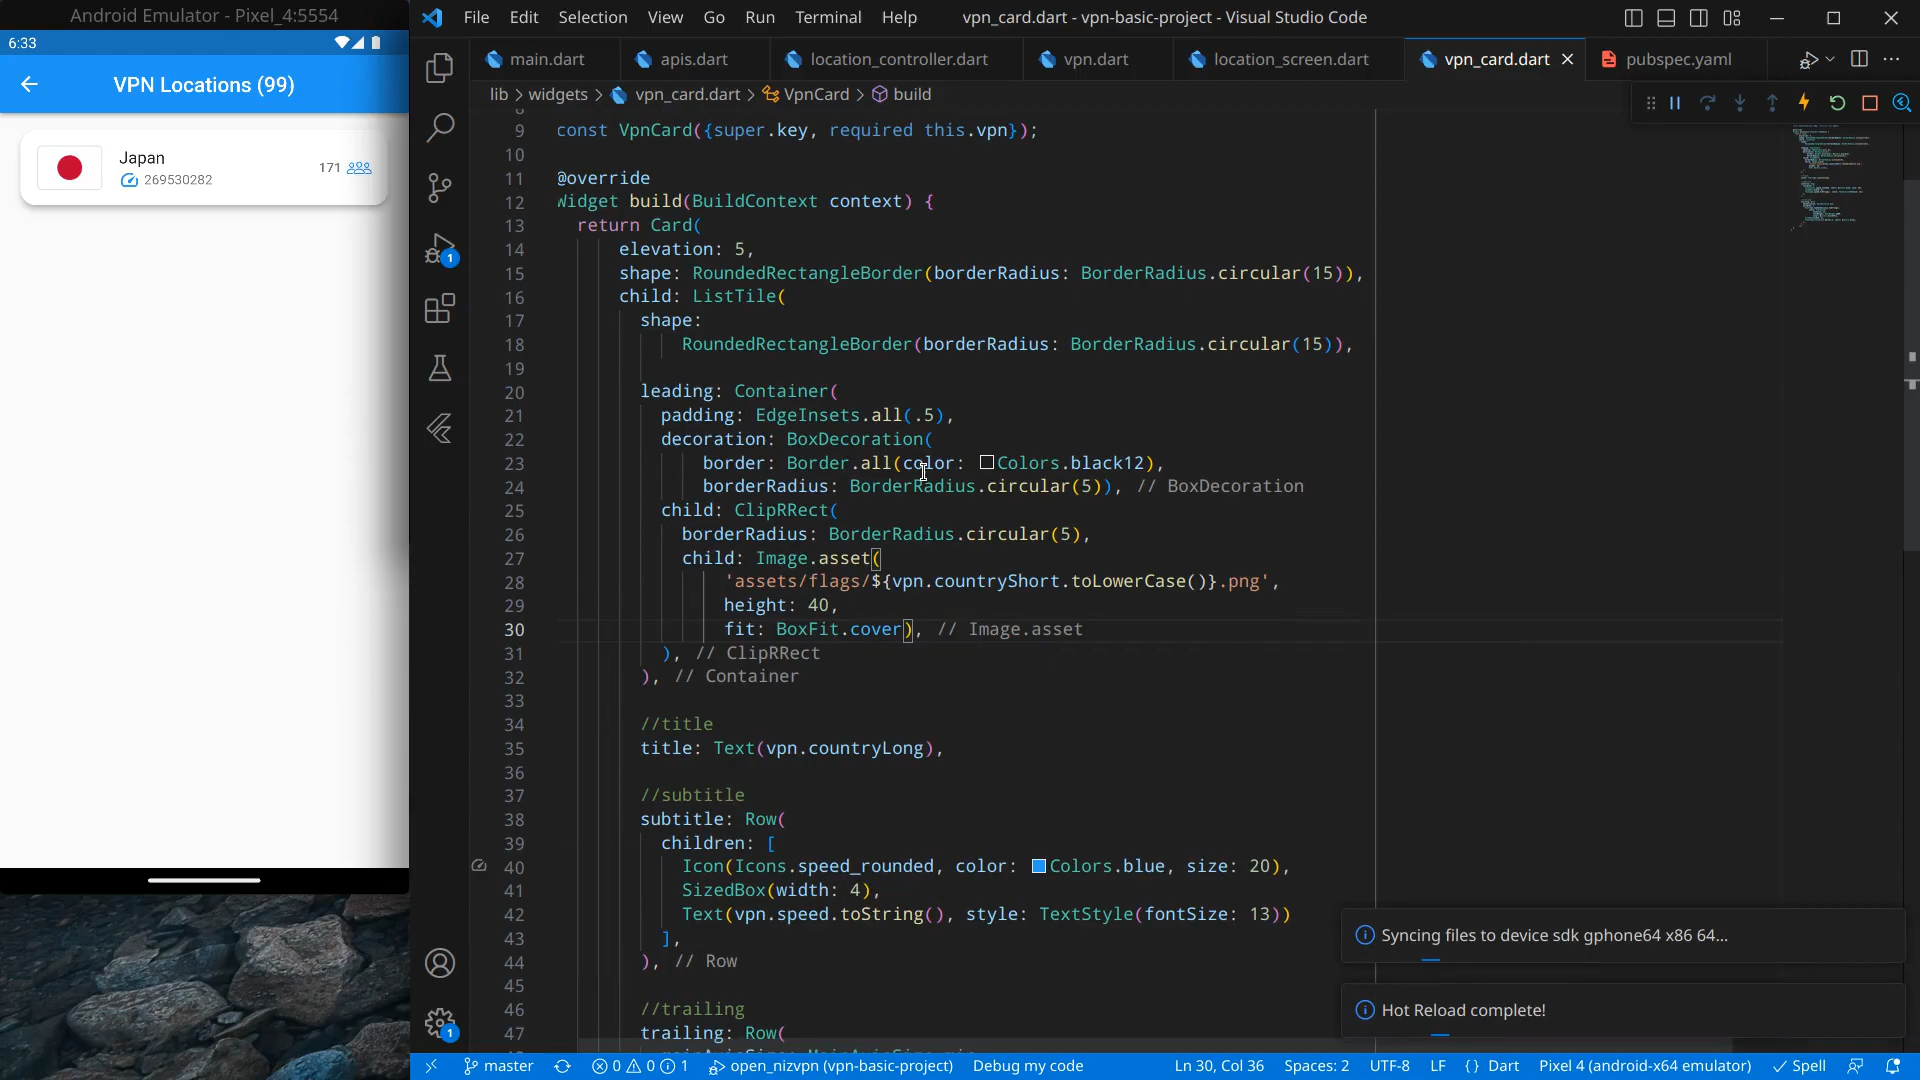 Android Emulator - Pixel_4:5554
6:33
VPN Locations (99)
Japan
269530282
171
File Edit Selection View Go Run Terminal Help
vpn_card.dart - vpn-basic-project - Visual Studio Code
main.dart apis.dart location_controller.dart vpn.dart location_screen.dart vpn_card.dart pubspec.yaml
lib > widgets > vpn_card.dart > VpnCard > build
9 const VpnCard({super.key, required this.vpn});
10
11 @override
12 Widget build(BuildContext context) {
13 return Card(
14 elevation: 5,
15 shape: RoundedRectangleBorder(borderRadius: BorderRadius.circular(15)),
16 child: ListTile(
17 shape:
18 RoundedRectangleBorder(borderRadius: BorderRadius.circular(15)),
19
20 leading: Container(
21 padding: EdgeInsets.all(.5),
22 decoration: BoxDecoration(
23 border: Border.all(color: Colors.black12),
24 borderRadius: BorderRadius.circular(5)), // BoxDecoration
25 child: ClipRRect(
26 borderRadius: BorderRadius.circular(5),
27 child: Image.asset(
28 'assets/flags/${vpn.countryShort.toLowerCase()}.png',
29 height: 40,
30 fit: BoxFit.cover), // Image.asset
31 ), // ClipRRect
32 ), // Container
33
34 //title
35 title: Text(vpn.countryLong),
36
37 //subtitle
38 subtitle: Row(
39 children: [
40 Icon(Icons.speed_rounded, color: Colors.blue, size: 20),
41 SizedBox(width: 4),
42 Text(vpn.speed.toString(), style: TextStyle(fontSize: 13))
43 ],
44 ), // Row
45
46 //trailing
47 trailing: Row(
1
1
Syncing files to device sdk gphone64 x86 64...
Hot Reload complete!
master 0 0 1 open_nizvpn (vpn-basic-project) Debug my code Ln 30, Col 36 Spaces: 2 UTF-8 LF {} Dart Pixel 4 (android-x64 emulator) Spell